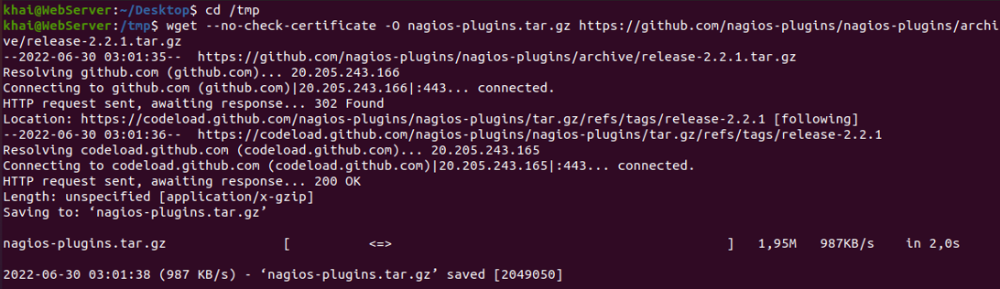 khai@WebServer:~/Desktop$ cd /tmp
khai@WebServer:/tmp$ wget --no-check-certificate -O nagios-plugins.tar.gz https://github.com/nagios-plugins/nagios-plugins/archi
ve/release-2.2.1.tar.gz
--2022-06-30 03:01:35--  https://github.com/nagios-plugins/nagios-plugins/archive/release-2.2.1.tar.gz
Resolving github.com (github.com)... 20.205.243.166
Connecting to github.com (github.com)|20.205.243.166|:443... connected.
HTTP request sent, awaiting response... 302 Found
Location: https://codeload.github.com/nagios-plugins/nagios-plugins/tar.gz/refs/tags/release-2.2.1 [following]
--2022-06-30 03:01:36--  https://codeload.github.com/nagios-plugins/nagios-plugins/tar.gz/refs/tags/release-2.2.1
Resolving codeload.github.com (codeload.github.com)... 20.205.243.165
Connecting to codeload.github.com (codeload.github.com)|20.205.243.165|:443... connected.
HTTP request sent, awaiting response... 200 OK
Length: unspecified [application/x-gzip]
Saving to: ‘nagios-plugins.tar.gz’
nagios-plugins.tar.gz [ <=> ] 1,95M 987KB/s in 2,0s
2022-06-30 03:01:38 (987 KB/s) - ‘nagios-plugins.tar.gz’ saved [2049050]